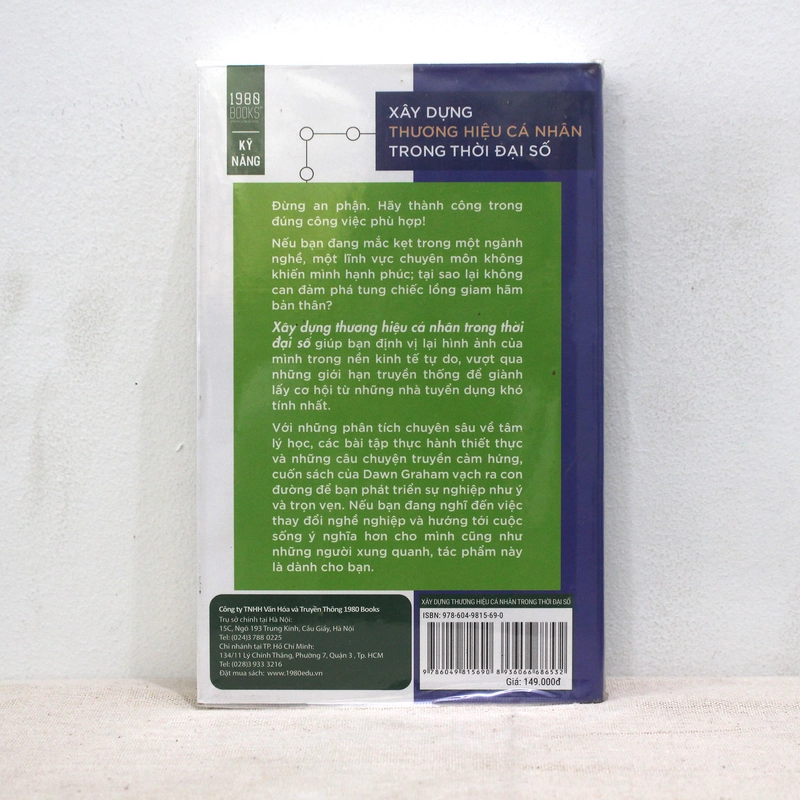 1980
BOOKS
KỸ
NĂNG
XÂY DỰNG
THƯƠNG HIỆU CÁ NHÂN
TRONG THỜI ĐẠI SỐ
Đừng an phận. Hãy thành công trong
đúng công việc phù hợp!
Nếu bạn đang mắc kẹt trong một ngành
nghề, một lĩnh vực chuyên môn không
khiến mình hạnh phúc; tại sao lại không
can đảm phá tung chiếc lồng giam hãm
bản thân?
Xây dựng thương hiệu cá nhân trong thời
đại số giúp bạn định vị lại hình ảnh của
mình trong nền kinh tế tự do, vượt qua
những giới hạn truyền thống để giành
lấy cơ hội từ những nhà tuyển dụng khó
tính nhất.
Với những phân tích chuyên sâu về tâm
lý học, các bài tập thực hành thiết thực
và những câu chuyện truyền cảm hứng,
cuốn sách của Dawn Graham vạch ra con
đường để bạn phát triển sự nghiệp như ý
và trọn vẹn. Nếu bạn đang nghĩ đến việc
thay đổi nghề nghiệp và hướng tới cuộc
sống ý nghĩa hơn cho mình cũng như
những người xung quanh, tác phẩm này
là dành cho bạn.
Công ty TNHH Văn Hóa và Truyền Thông 1980 Books
Trụ sở chính tại Hà Nội:
15C, Ngõ 193 Trung Kính, Cầu Giấy, Hà Nội
Tel: (024)3 788 0225
Chi nhánh tại TP. Hồ Chí Minh:
134/11 Lý Chính Thắng, Phường 7, Quận 3 , Tp. HCM
Tel: (028)3 933 3216
Đặt mua sách: www.1980edu.vn
XÂY DỰNG THƯƠNG HIỆU CÁ NHÂN TRONG THỜI ĐẠI SỐ
ISBN: 978-604-9815-69-0
9 786049 815690 8 936066 686532
Giá: 149.000đ